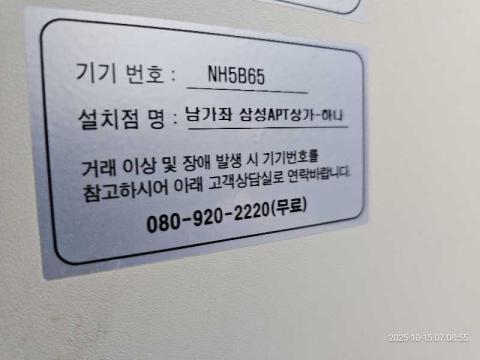 기기 번호 : NH5B65
설치점 명 : 남가좌 삼성APT상가-하나
거래 이상 및 장애 발생 시 기기번호를
참고하시어 아래 고객상담실로 연락바랍니다.
080-920-2220(무료)
2025-10-15 07:08:55